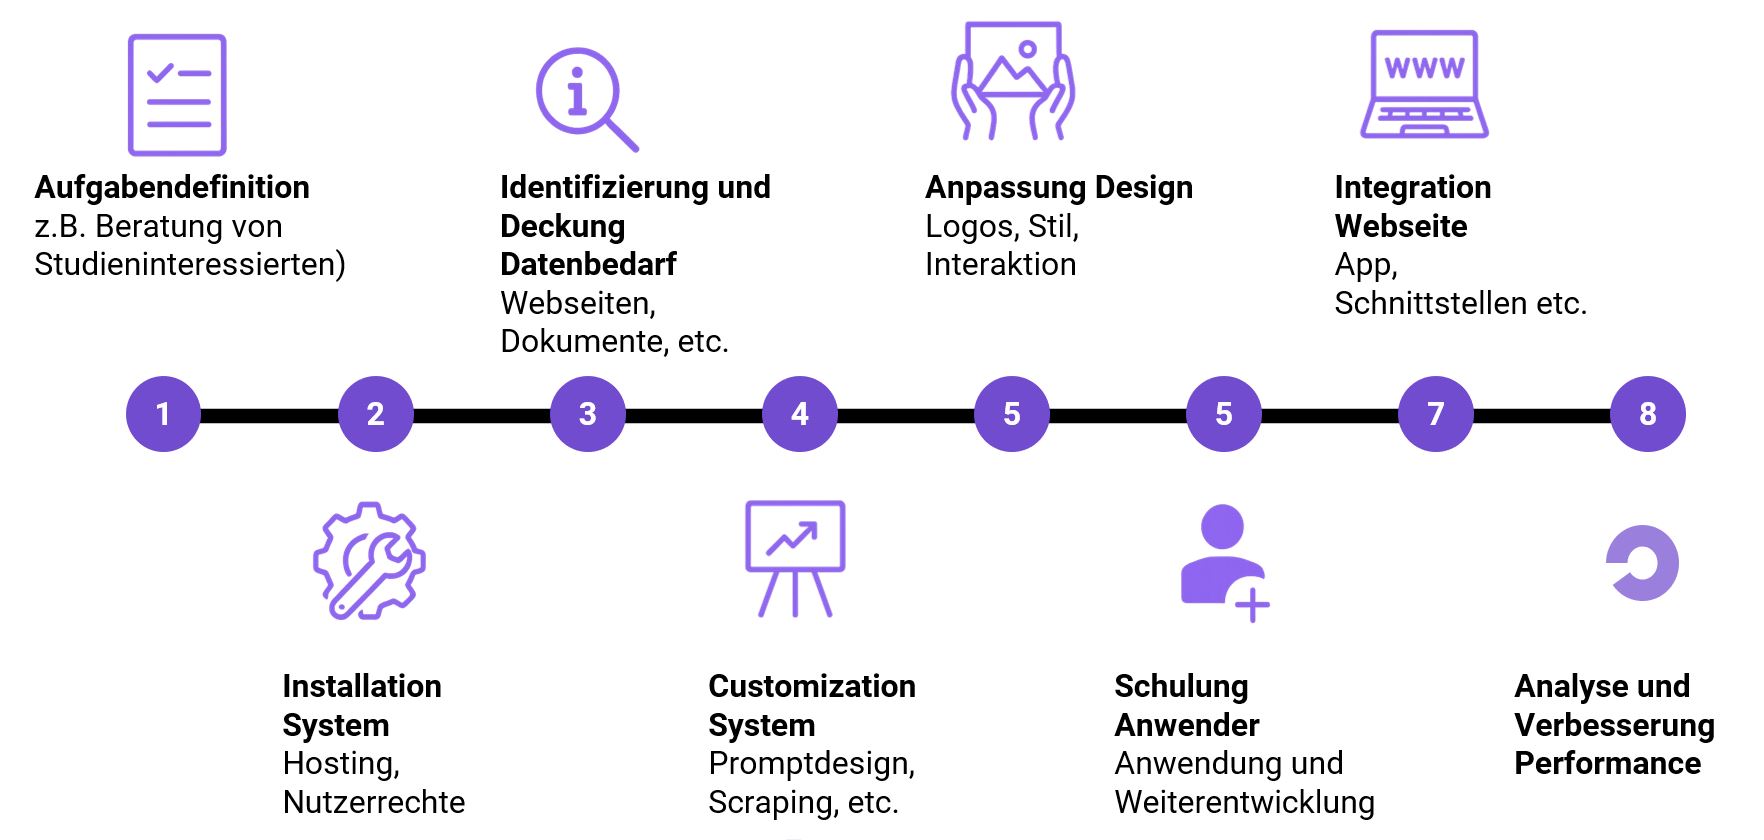 WWW
Aufgabendefinition
z.B. Beratung von
Studieninteressierten)
Identifizierung und
Deckung
Datenbedarf
Webseiten,
Dokumente, etc.
Anpassung Design
Logos, Stil,
Interaktion
Integration
Webseite
App,
Schnittstellen etc.
1 2 3 4 5 5 7 8
Installation
System
Hosting,
Nutzerrechte
Customization
System
Promptdesign,
Scraping, etc.
Schulung
Anwender
Anwendung und
Weiterentwicklung
Analyse und
Verbesserung
Performance